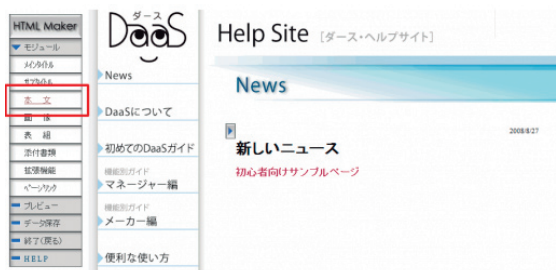 HTML Maker
モジュール
メインタイトル
サブタイトル
本 文
画 像
表 組
添付書類
拡張機能
ページリンク
プレビュー
データ保存
終了(戻る)
HELP
ダース
DaaS
News
DaaSについて
初めてのDaaSガイド
機能別ガイド
マネージャー編
機能別ガイド
メーカー編
便利な使い方
Help Site [ダース・ヘルプサイト]
News
2008/8/27
新しいニュース
初心者向けサンプルページ